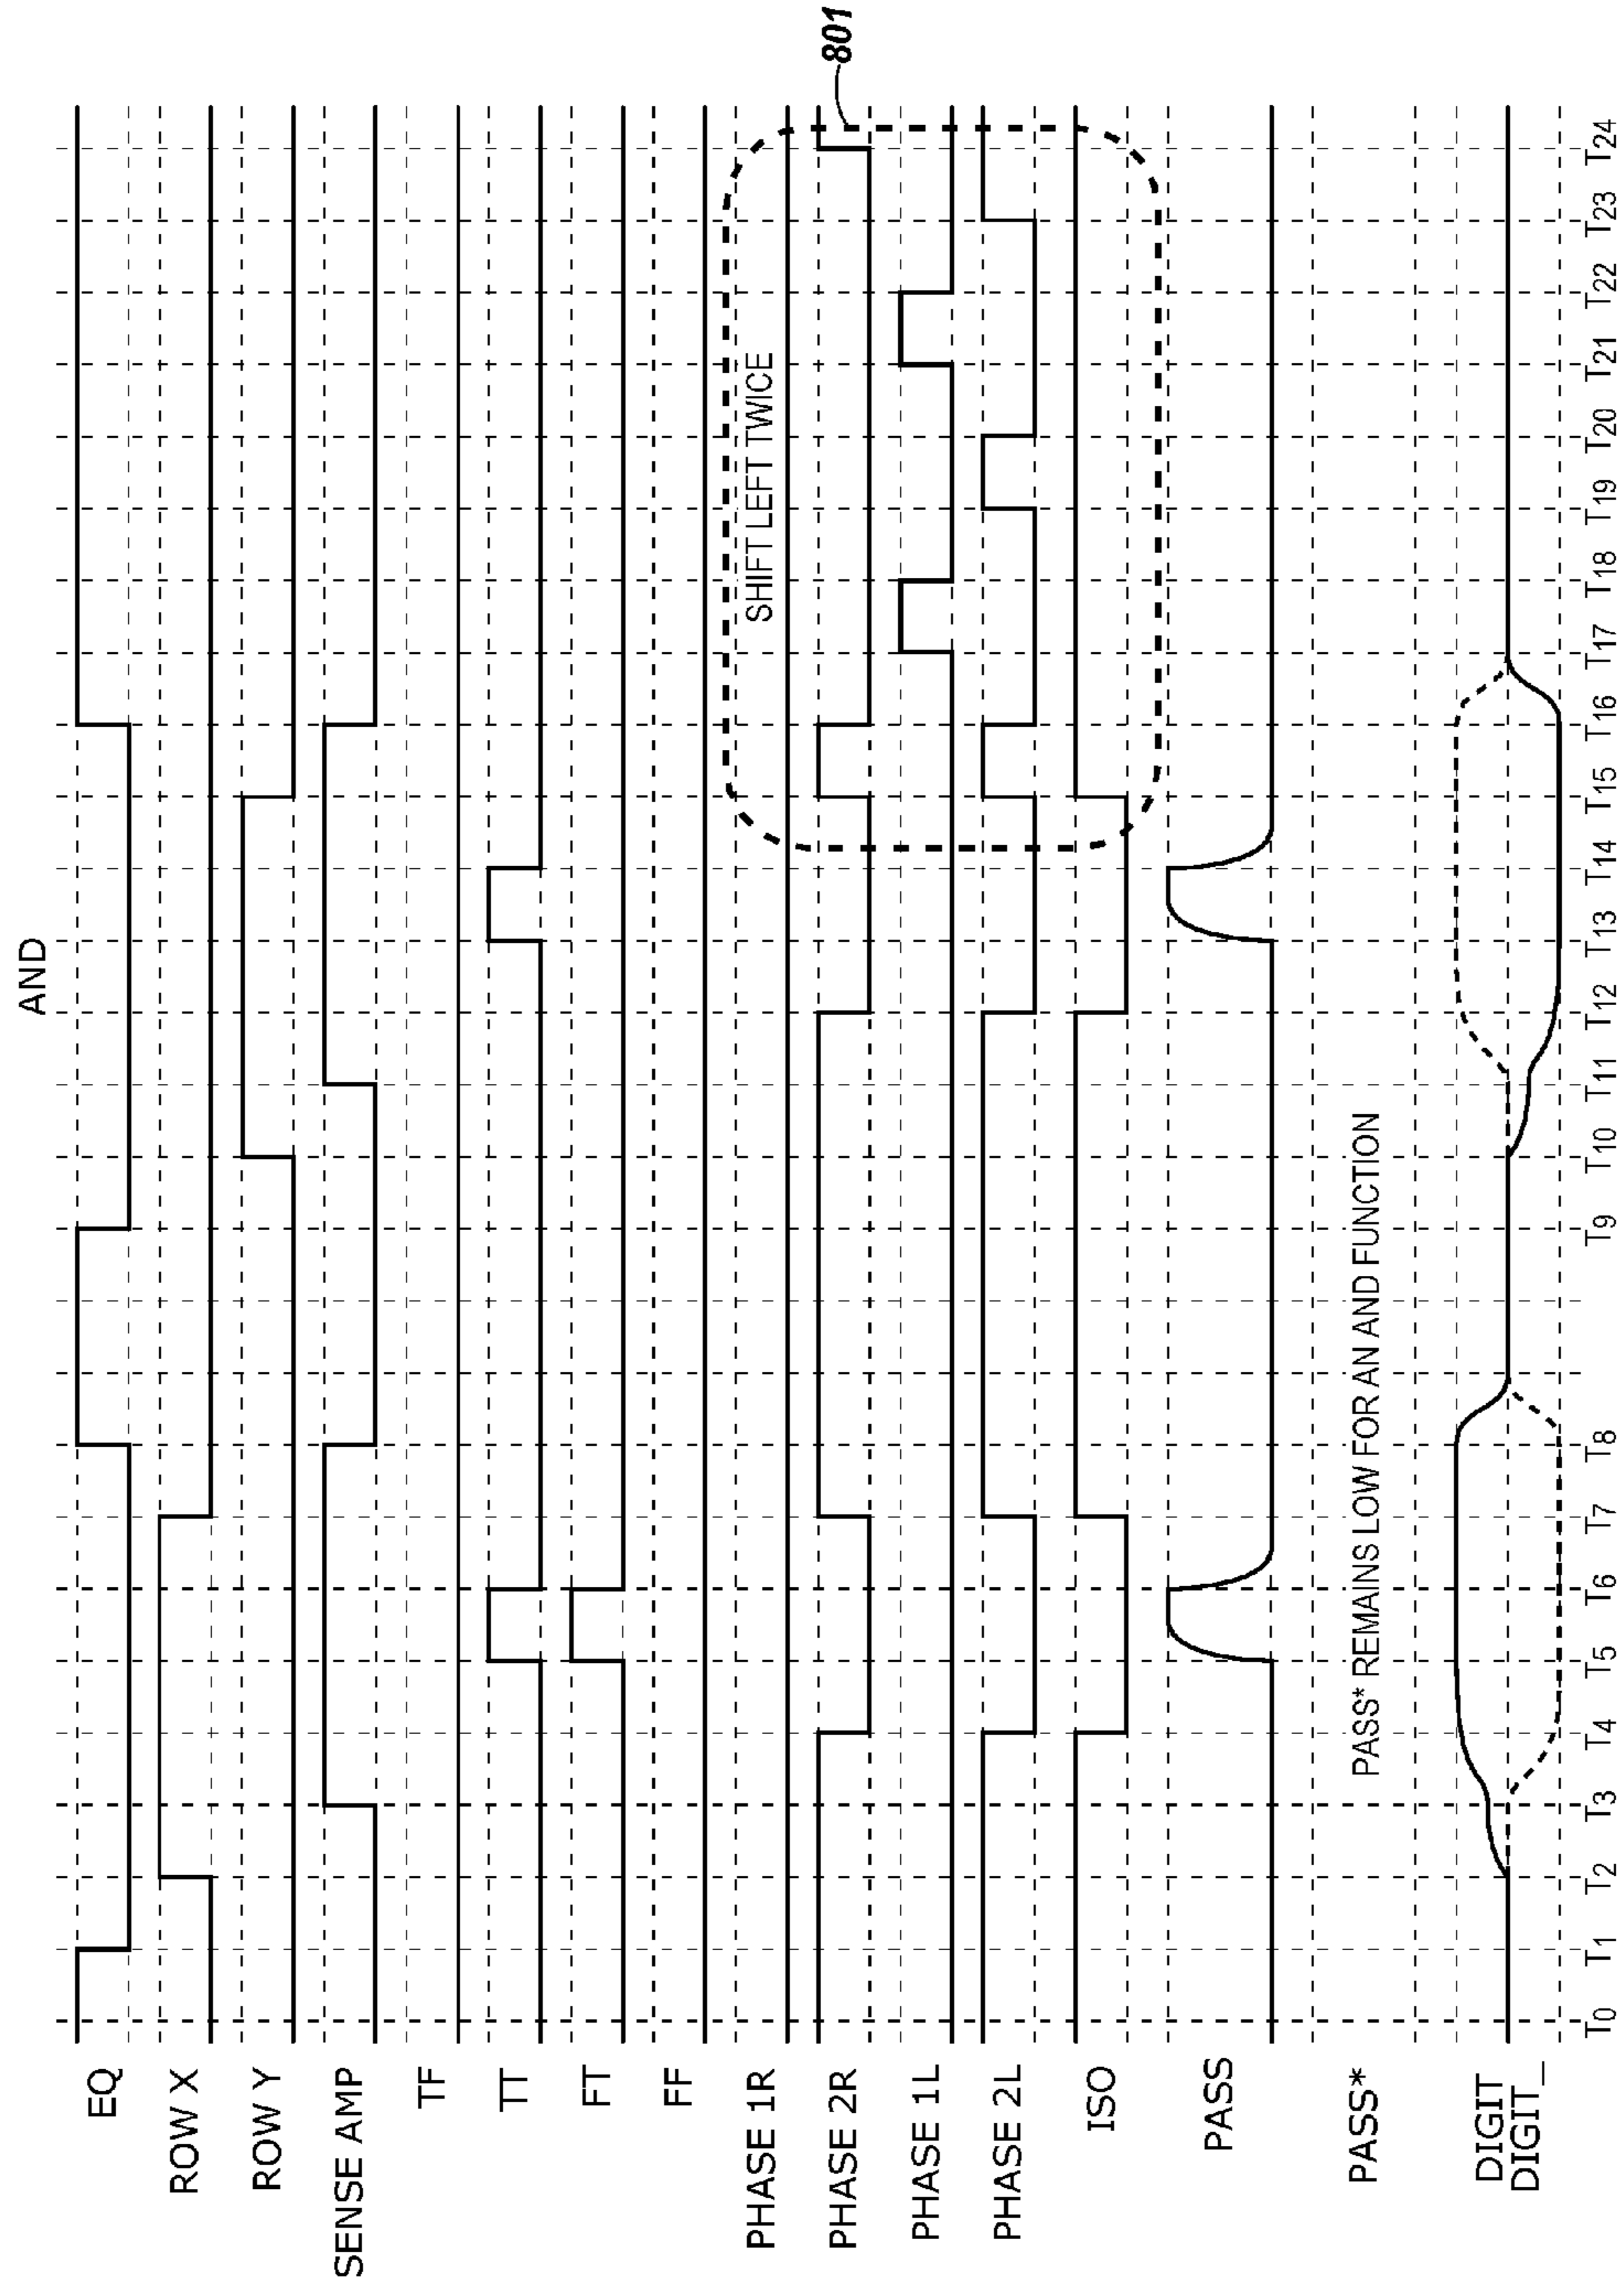 AND
EQ
ROW X
ROW Y
SENSE AMP
TF
TT
FT
FF
PHASE 1R
PHASE 2R
PHASE 1L
PHASE 2L
ISO
PASS
PASS*
DIGIT
DIGIT_
SHIFT LEFT TWICE
801
PASS* REMAINS LOW FOR AN AND FUNCTION
T0 T1 T2 T3 T4 T5 T6 T7 T8 T9 T10 T11 T12 T13 T14 T15 T16 T17 T18 T19 T20 T21 T22 T23 T24